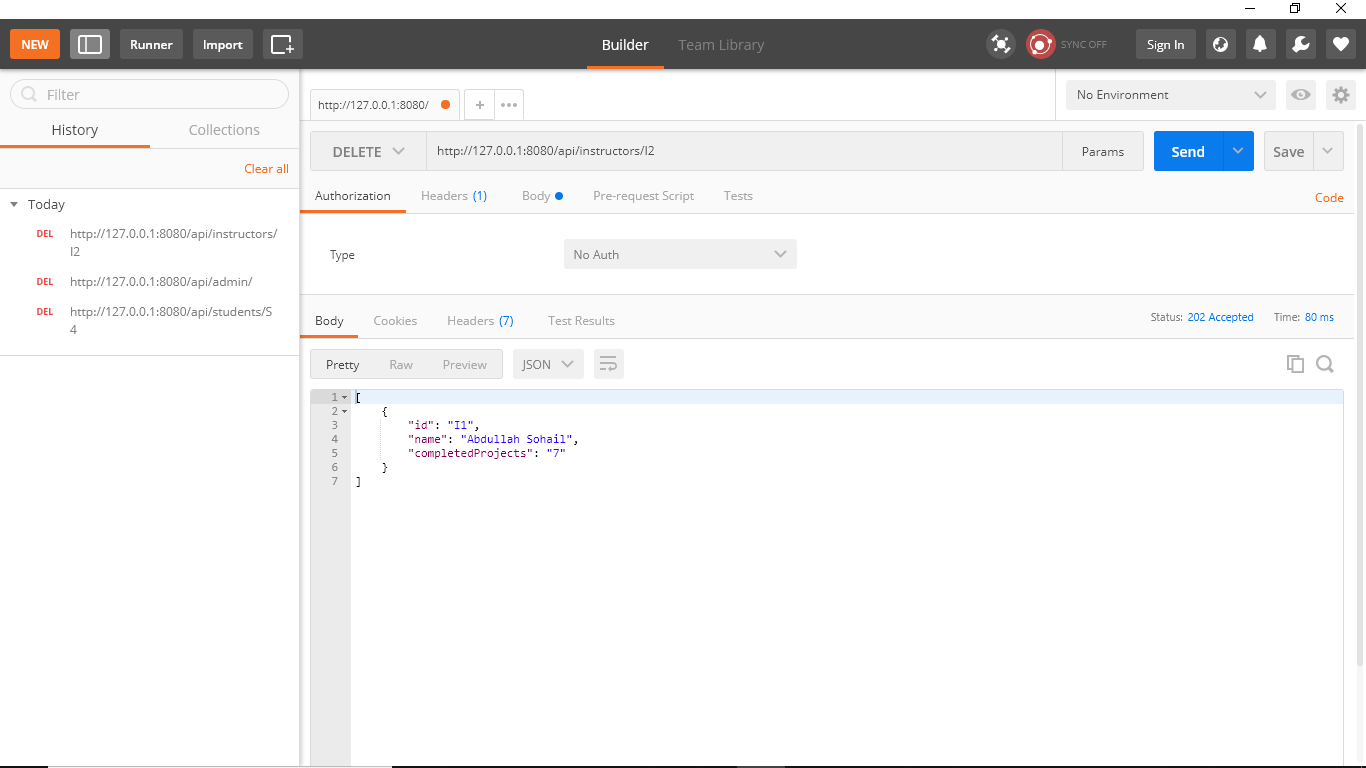 NEW Runner Import Builder Team Library SYNC OFF Sign In
Filter
History Collections
Clear all
Today
DEL http://127.0.0.1:8080/api/instructors/
I2
DEL http://127.0.0.1:8080/api/admin/
DEL http://127.0.0.1:8080/api/students/S
4
http://127.0.0.1:8080/ + ••• No Environment
DELETE http://127.0.0.1:8080/api/instructors/I2 Params Send Save
Authorization Headers (1) Body Pre-request Script Tests Code
Type No Auth
Body Cookies Headers (7) Test Results Status: 202 Accepted Time: 80 ms
Pretty Raw Preview JSON
1 [
2 {
3 "id": "I1",
4 "name": "Abdullah Sohail",
5 "completedProjects": "7"
6 }
7 ]